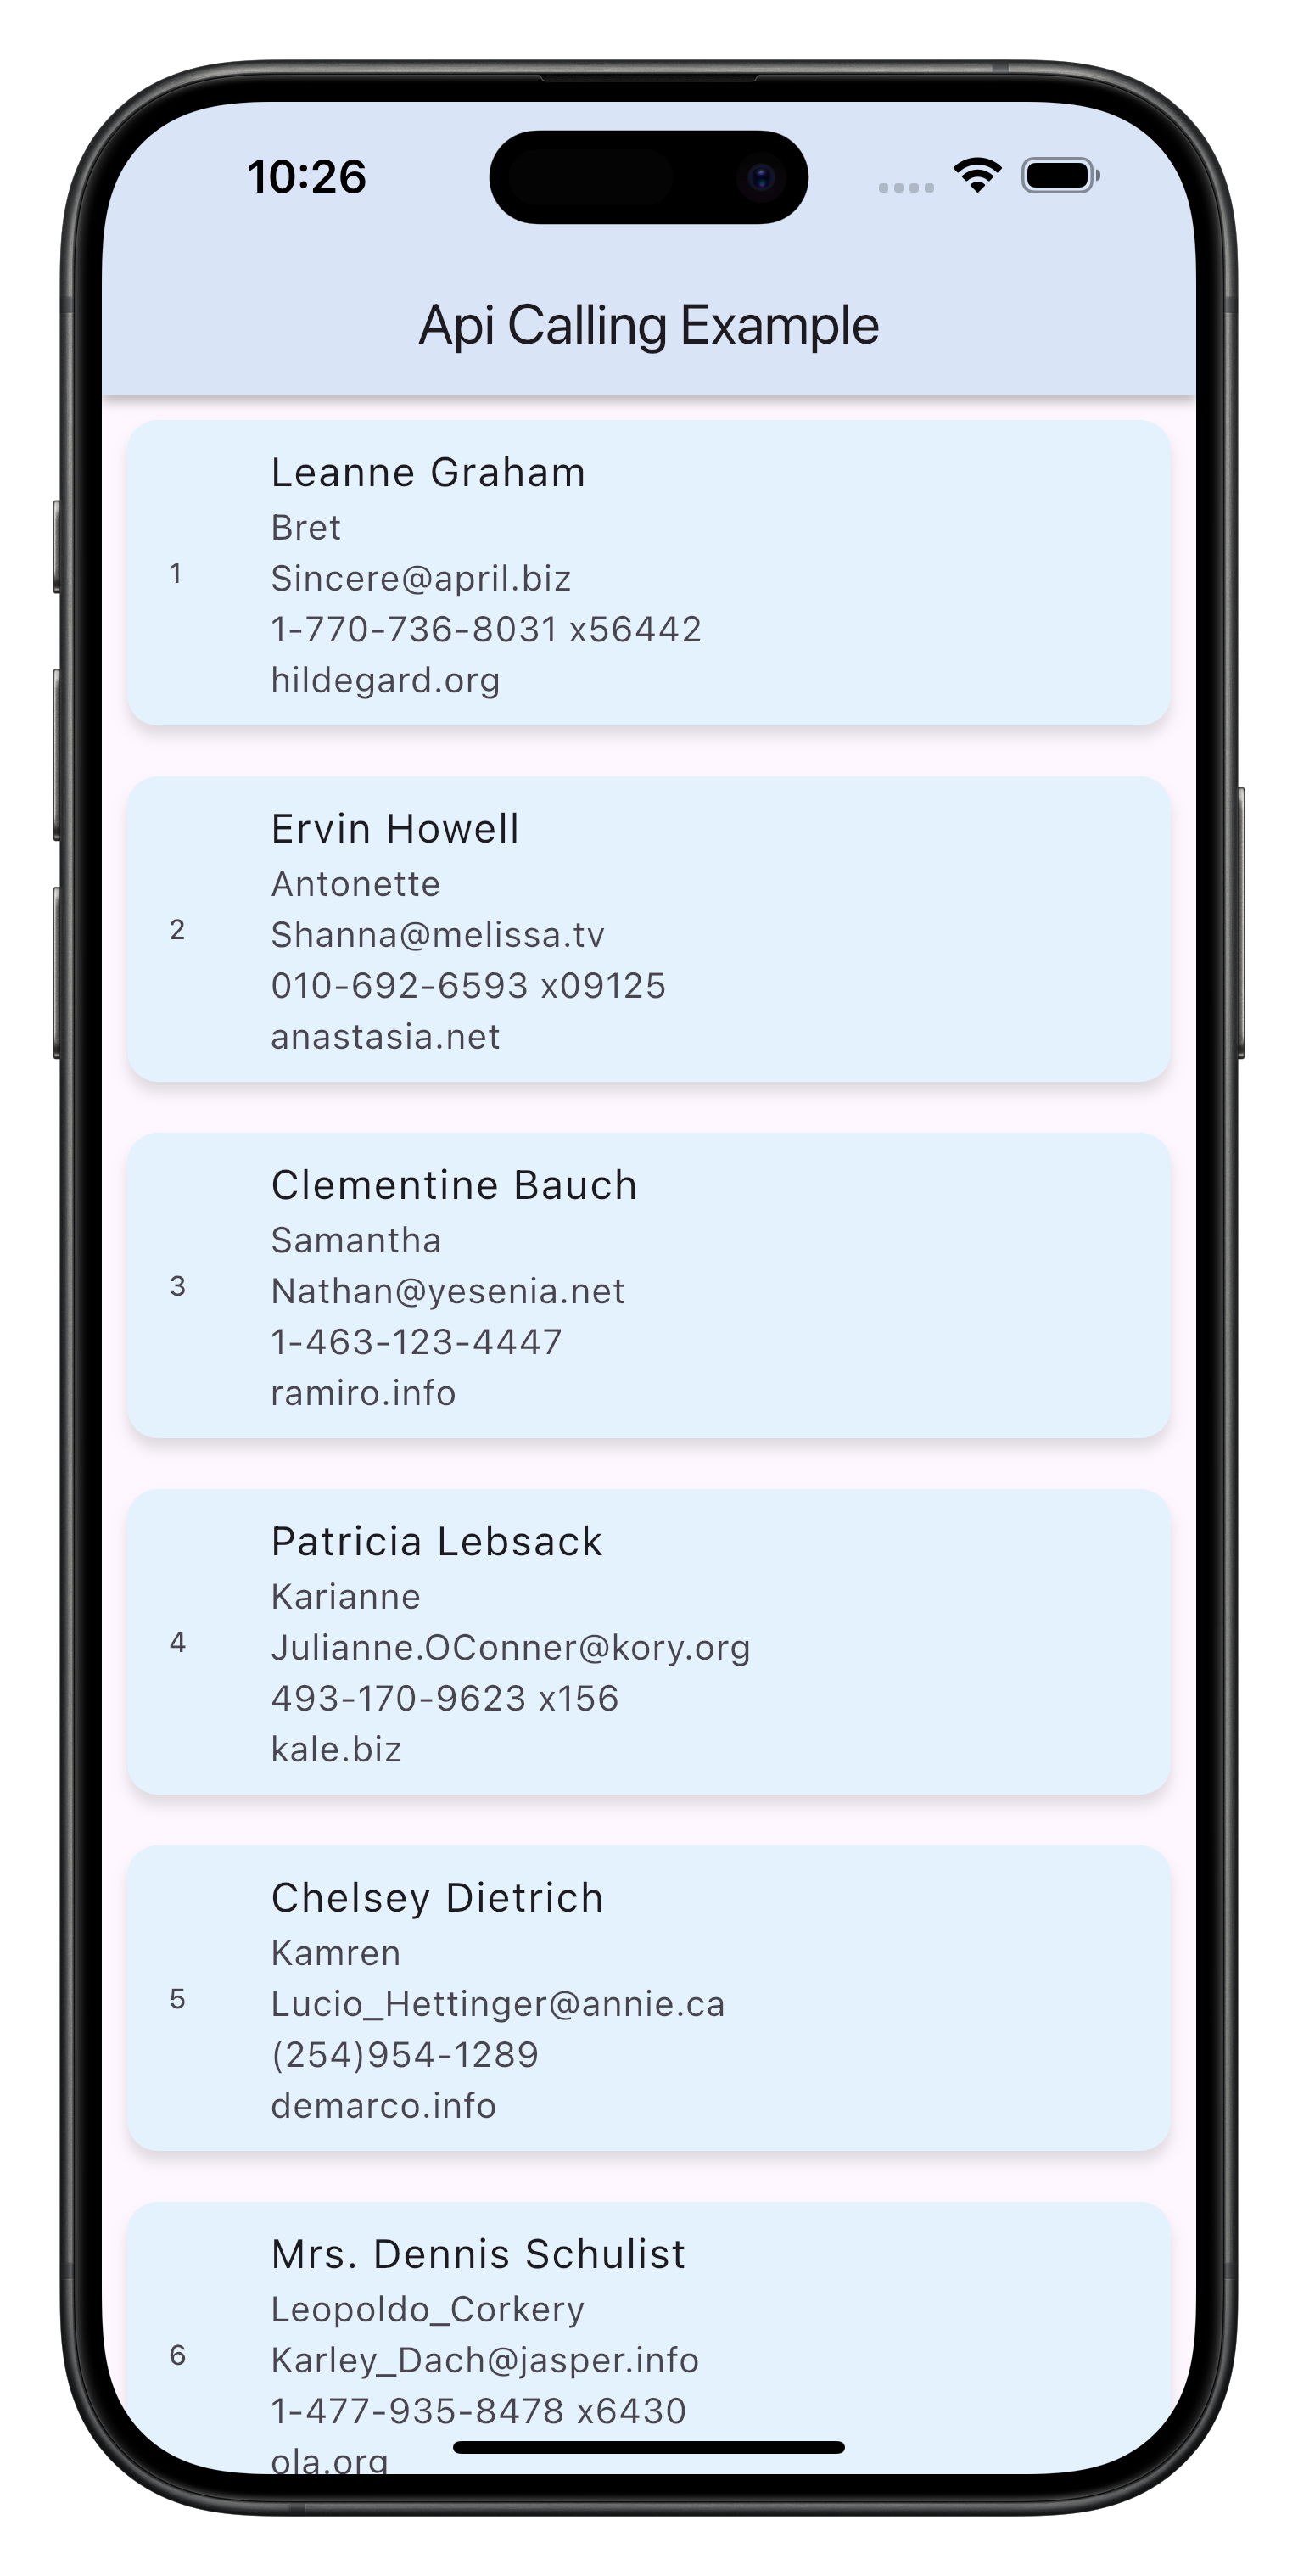 10:26
Api Calling Example
Leanne Graham
Bret
1
Sincere@april.biz
1-770-736-8031 x56442
hildegard.org
Ervin Howell
Antonette
2
Shanna@melissa.tv
010-692-6593 x09125
anastasia.net
Clementine Bauch
Samantha
3
Nathan@yesenia.net
1-463-123-4447
ramiro.info
Patricia Lebsack
Karianne
4
Julianne.OConner@kory.org
493-170-9623 x156
kale.biz
Chelsey Dietrich
Kamren
5
Lucio_Hettinger@annie.ca
(254)954-1289
demarco.info
Mrs. Dennis Schulist
Leopoldo_Corkery
6
Karley_Dach@jasper.info
1-477-935-8478 x6430
ola.org